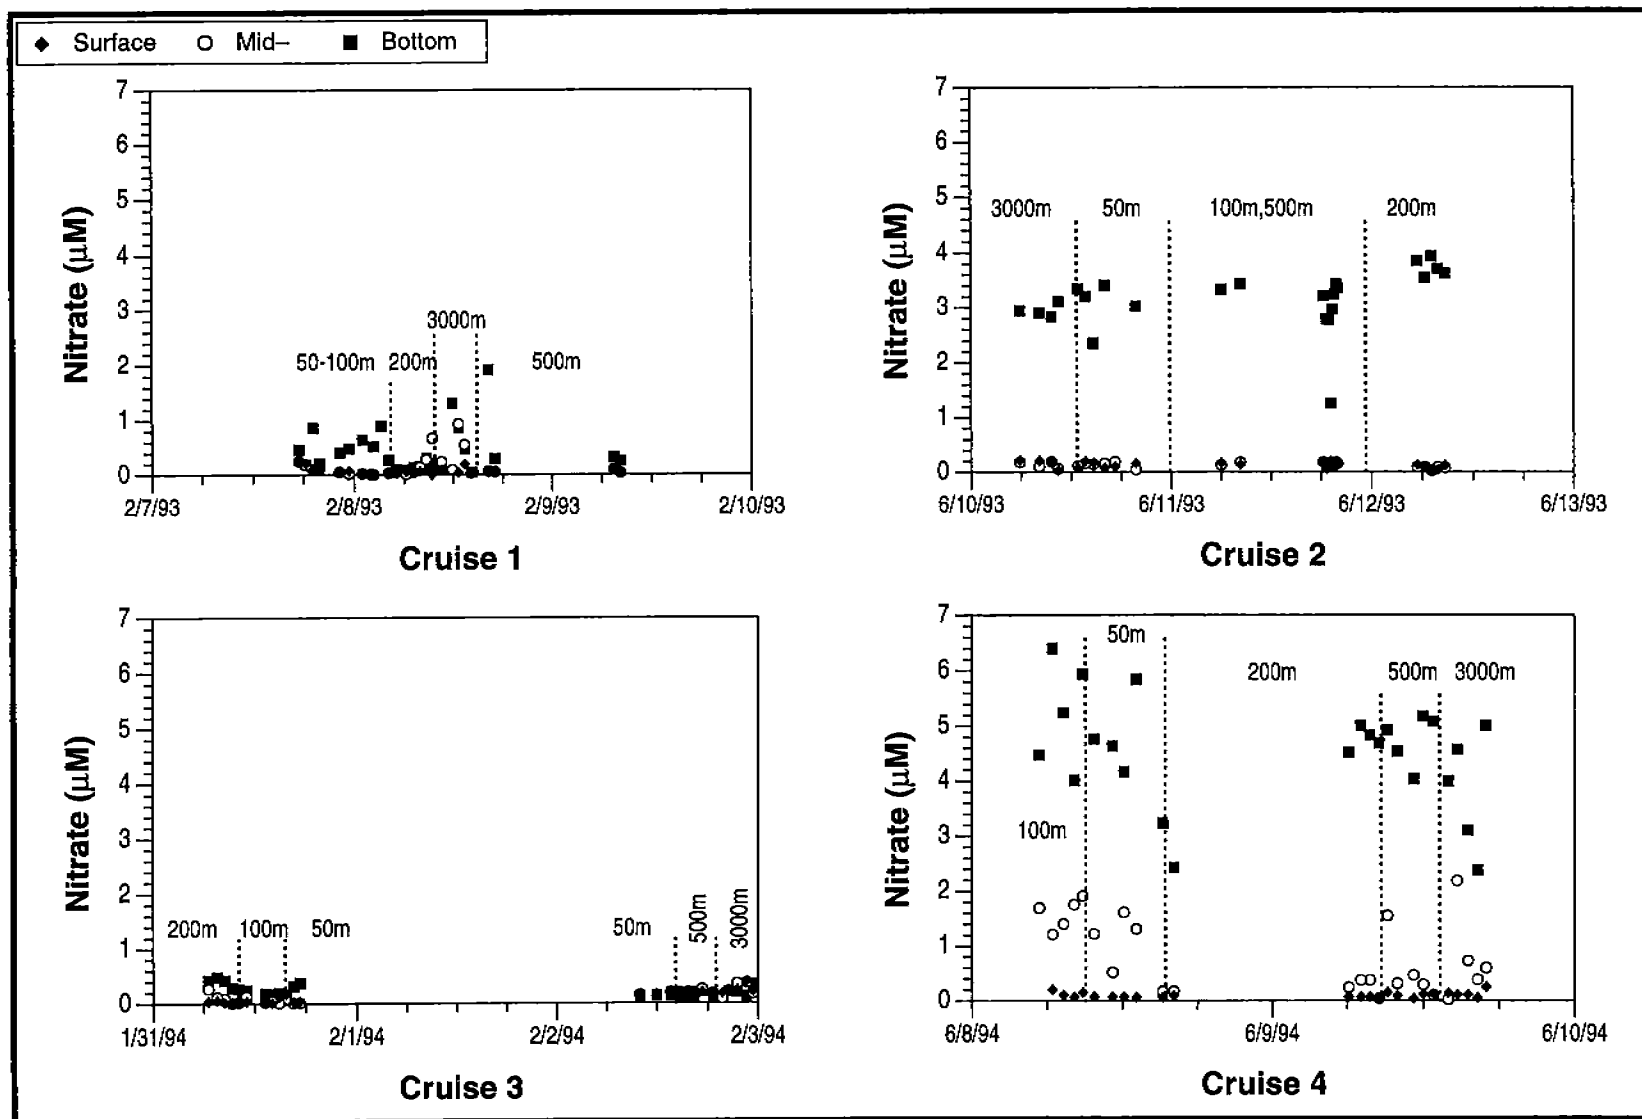 Surface Mid– Bottom
7
6
5
4
3
2
1
0
Nitrate (μM)
50-100m 200m 3000m 500m
2/7/93 2/8/93 2/9/93 2/10/93
Cruise 1
7
6
5
4
3
2
1
0
Nitrate (μM)
3000m 50m 100m,500m 200m
6/10/93 6/11/93 6/12/93 6/13/93
Cruise 2
7
6
5
4
3
2
1
0
Nitrate (μM)
200m 100m 50m 50m 500m 3000m
1/31/94 2/1/94 2/2/94 2/3/94
Cruise 3
7
6
5
4
3
2
1
0
Nitrate (μM)
100m 50m 200m 500m 3000m
6/8/94 6/9/94 6/10/94
Cruise 4